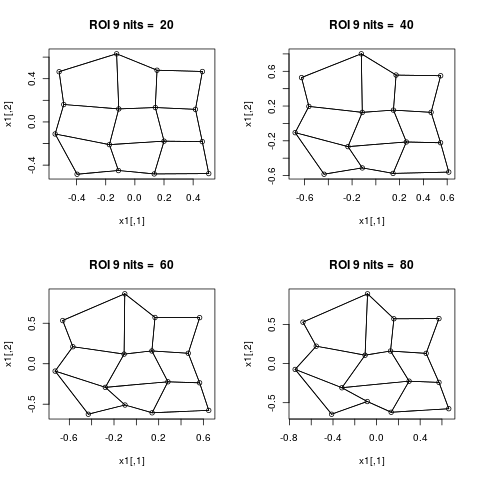 ROI 9 nits = 20
x1[,2]
0.4
0.0
-0.4
-0.4 -0.2 0.0 0.2 0.4
x1[,1]
ROI 9 nits = 40
x1[,2]
0.6
0.2
-0.2
-0.6
-0.6 -0.2 0.2 0.4 0.6
x1[,1]
ROI 9 nits = 60
x1[,2]
0.5
0.0
-0.5
-0.6 -0.2 0.2 0.6
x1[,1]
ROI 9 nits = 80
x1[,2]
0.5
0.0
-0.5
-0.8 -0.4 0.0 0.4
x1[,1]